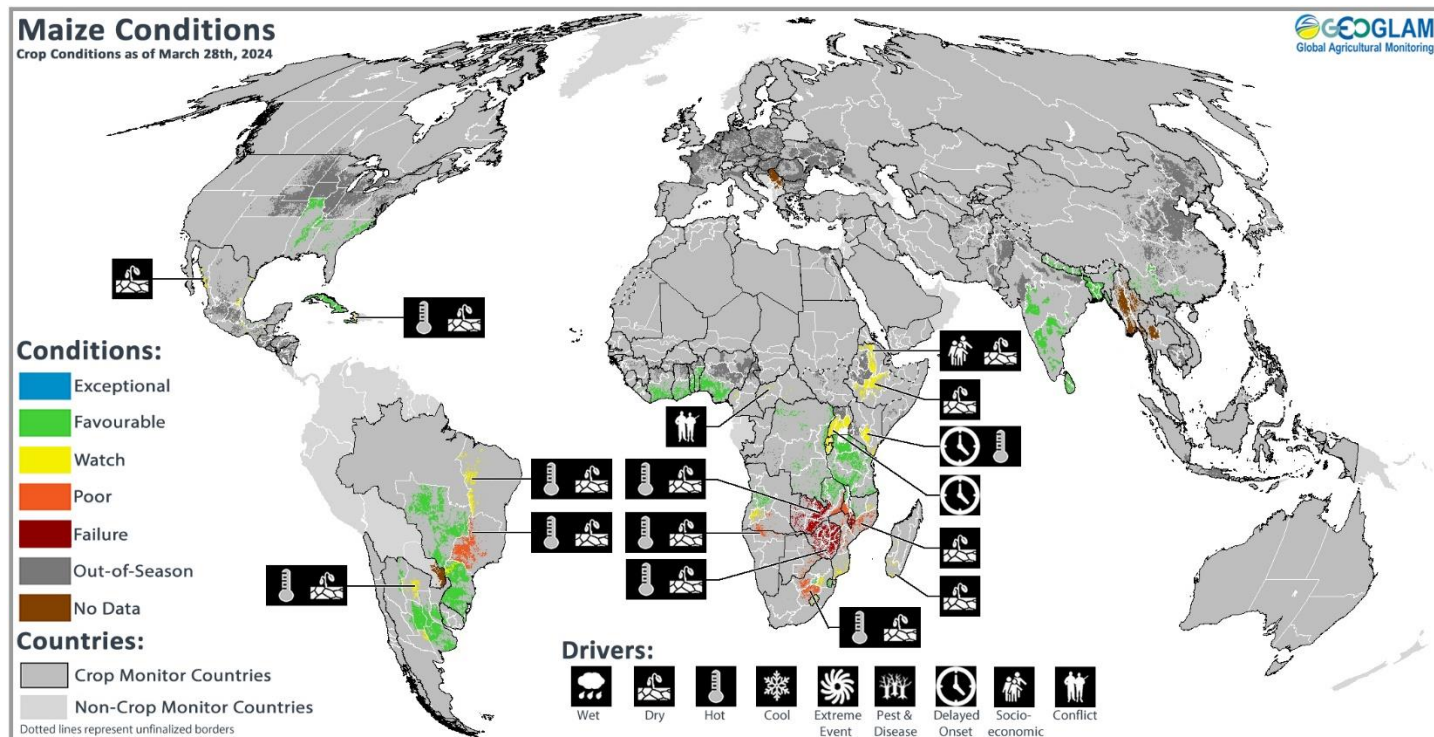 Maize Conditions
Crop Conditions as of March 28th, 2024
GEOGLAM
Global Agricultural Monitoring
Conditions:
Exceptional
Favourable
Watch
Poor
Failure
Out-of-Season
No Data
Countries:
Crop Monitor Countries
Non-Crop Monitor Countries
Dotted lines represent unfinalized borders
Drivers:
Wet
Dry
Hot
Cool
Extreme
Event
Pest &
Disease
Delayed
Onset
Socio-
economic
Conflict